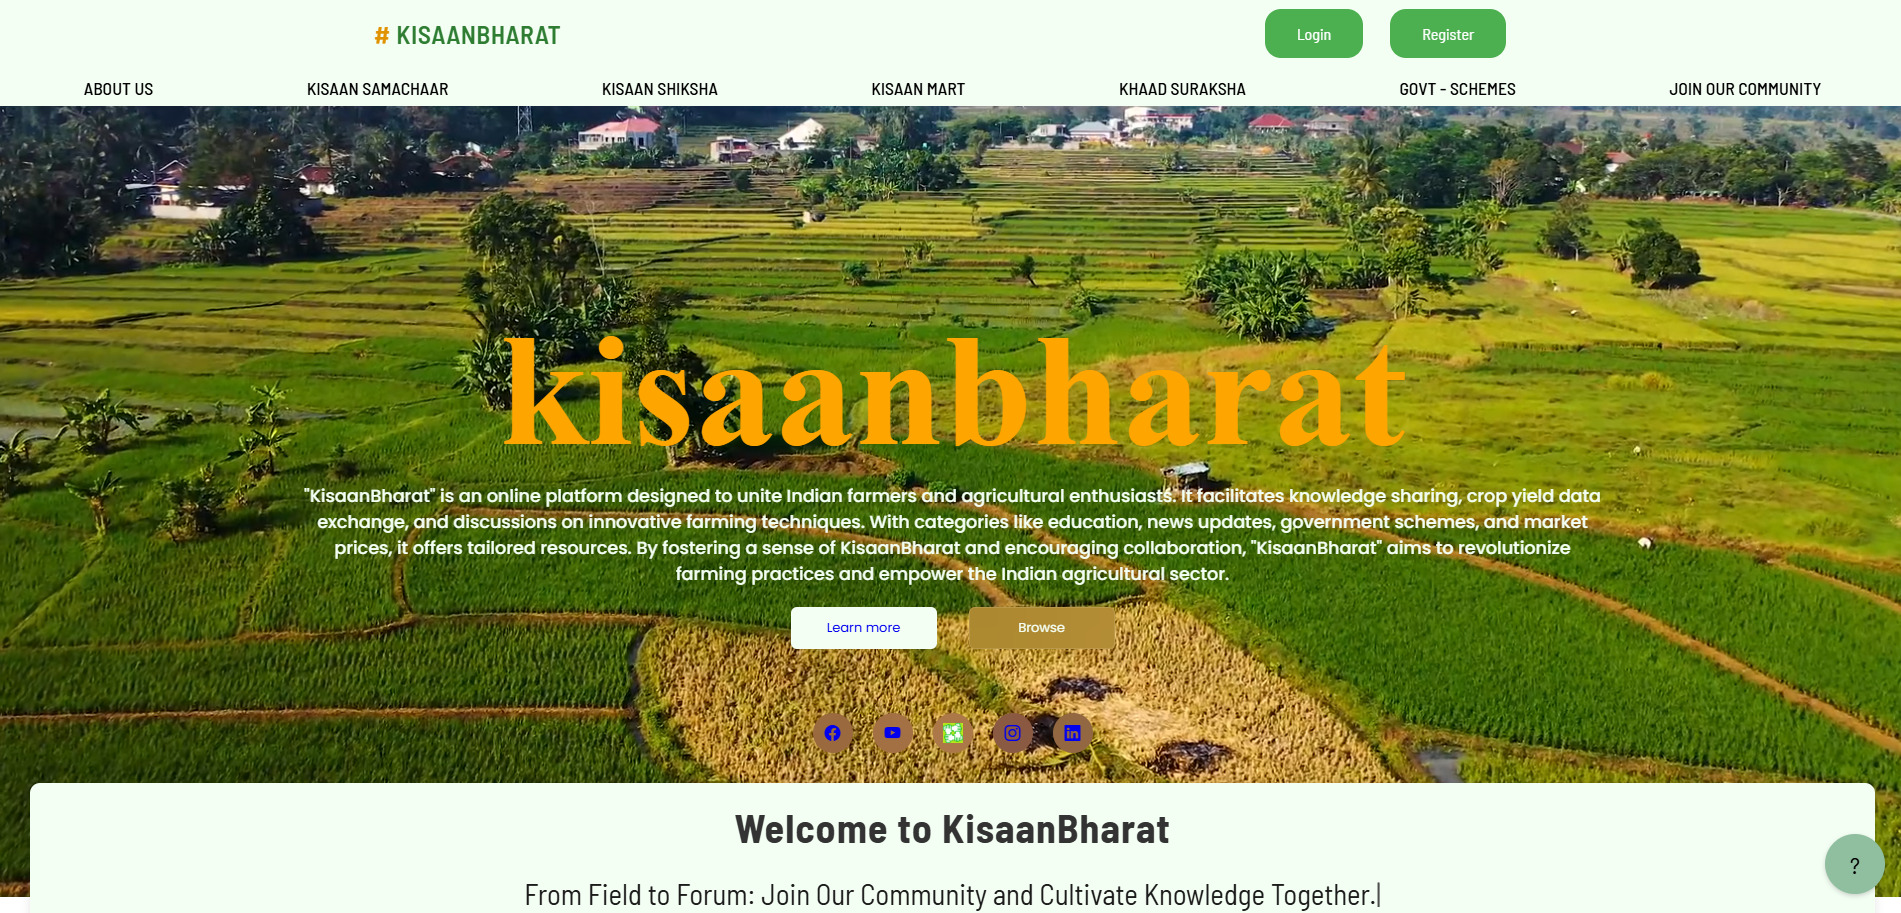 # KISAANBHARAT
Login
Register
ABOUT US
KISAAN SAMACHAAR
KISAAN SHIKSHA
KISAAN MART
KHAAD SURAKSHA
GOVT - SCHEMES
JOIN OUR COMMUNITY
kisaanbharat
"KisaanBharat" is an online platform designed to unite Indian farmers and agricultural enthusiasts. It facilitates knowledge sharing, crop yield data
exchange, and discussions on innovative farming techniques. With categories like education, news updates, government schemes, and market
prices, it offers tailored resources. By fostering a sense of KisaanBharat and encouraging collaboration, "KisaanBharat" aims to revolutionize
farming practices and empower the Indian agricultural sector.
Learn more
Browse
Welcome to KisaanBharat
From Field to Forum: Join Our Community and Cultivate Knowledge Together.|
?